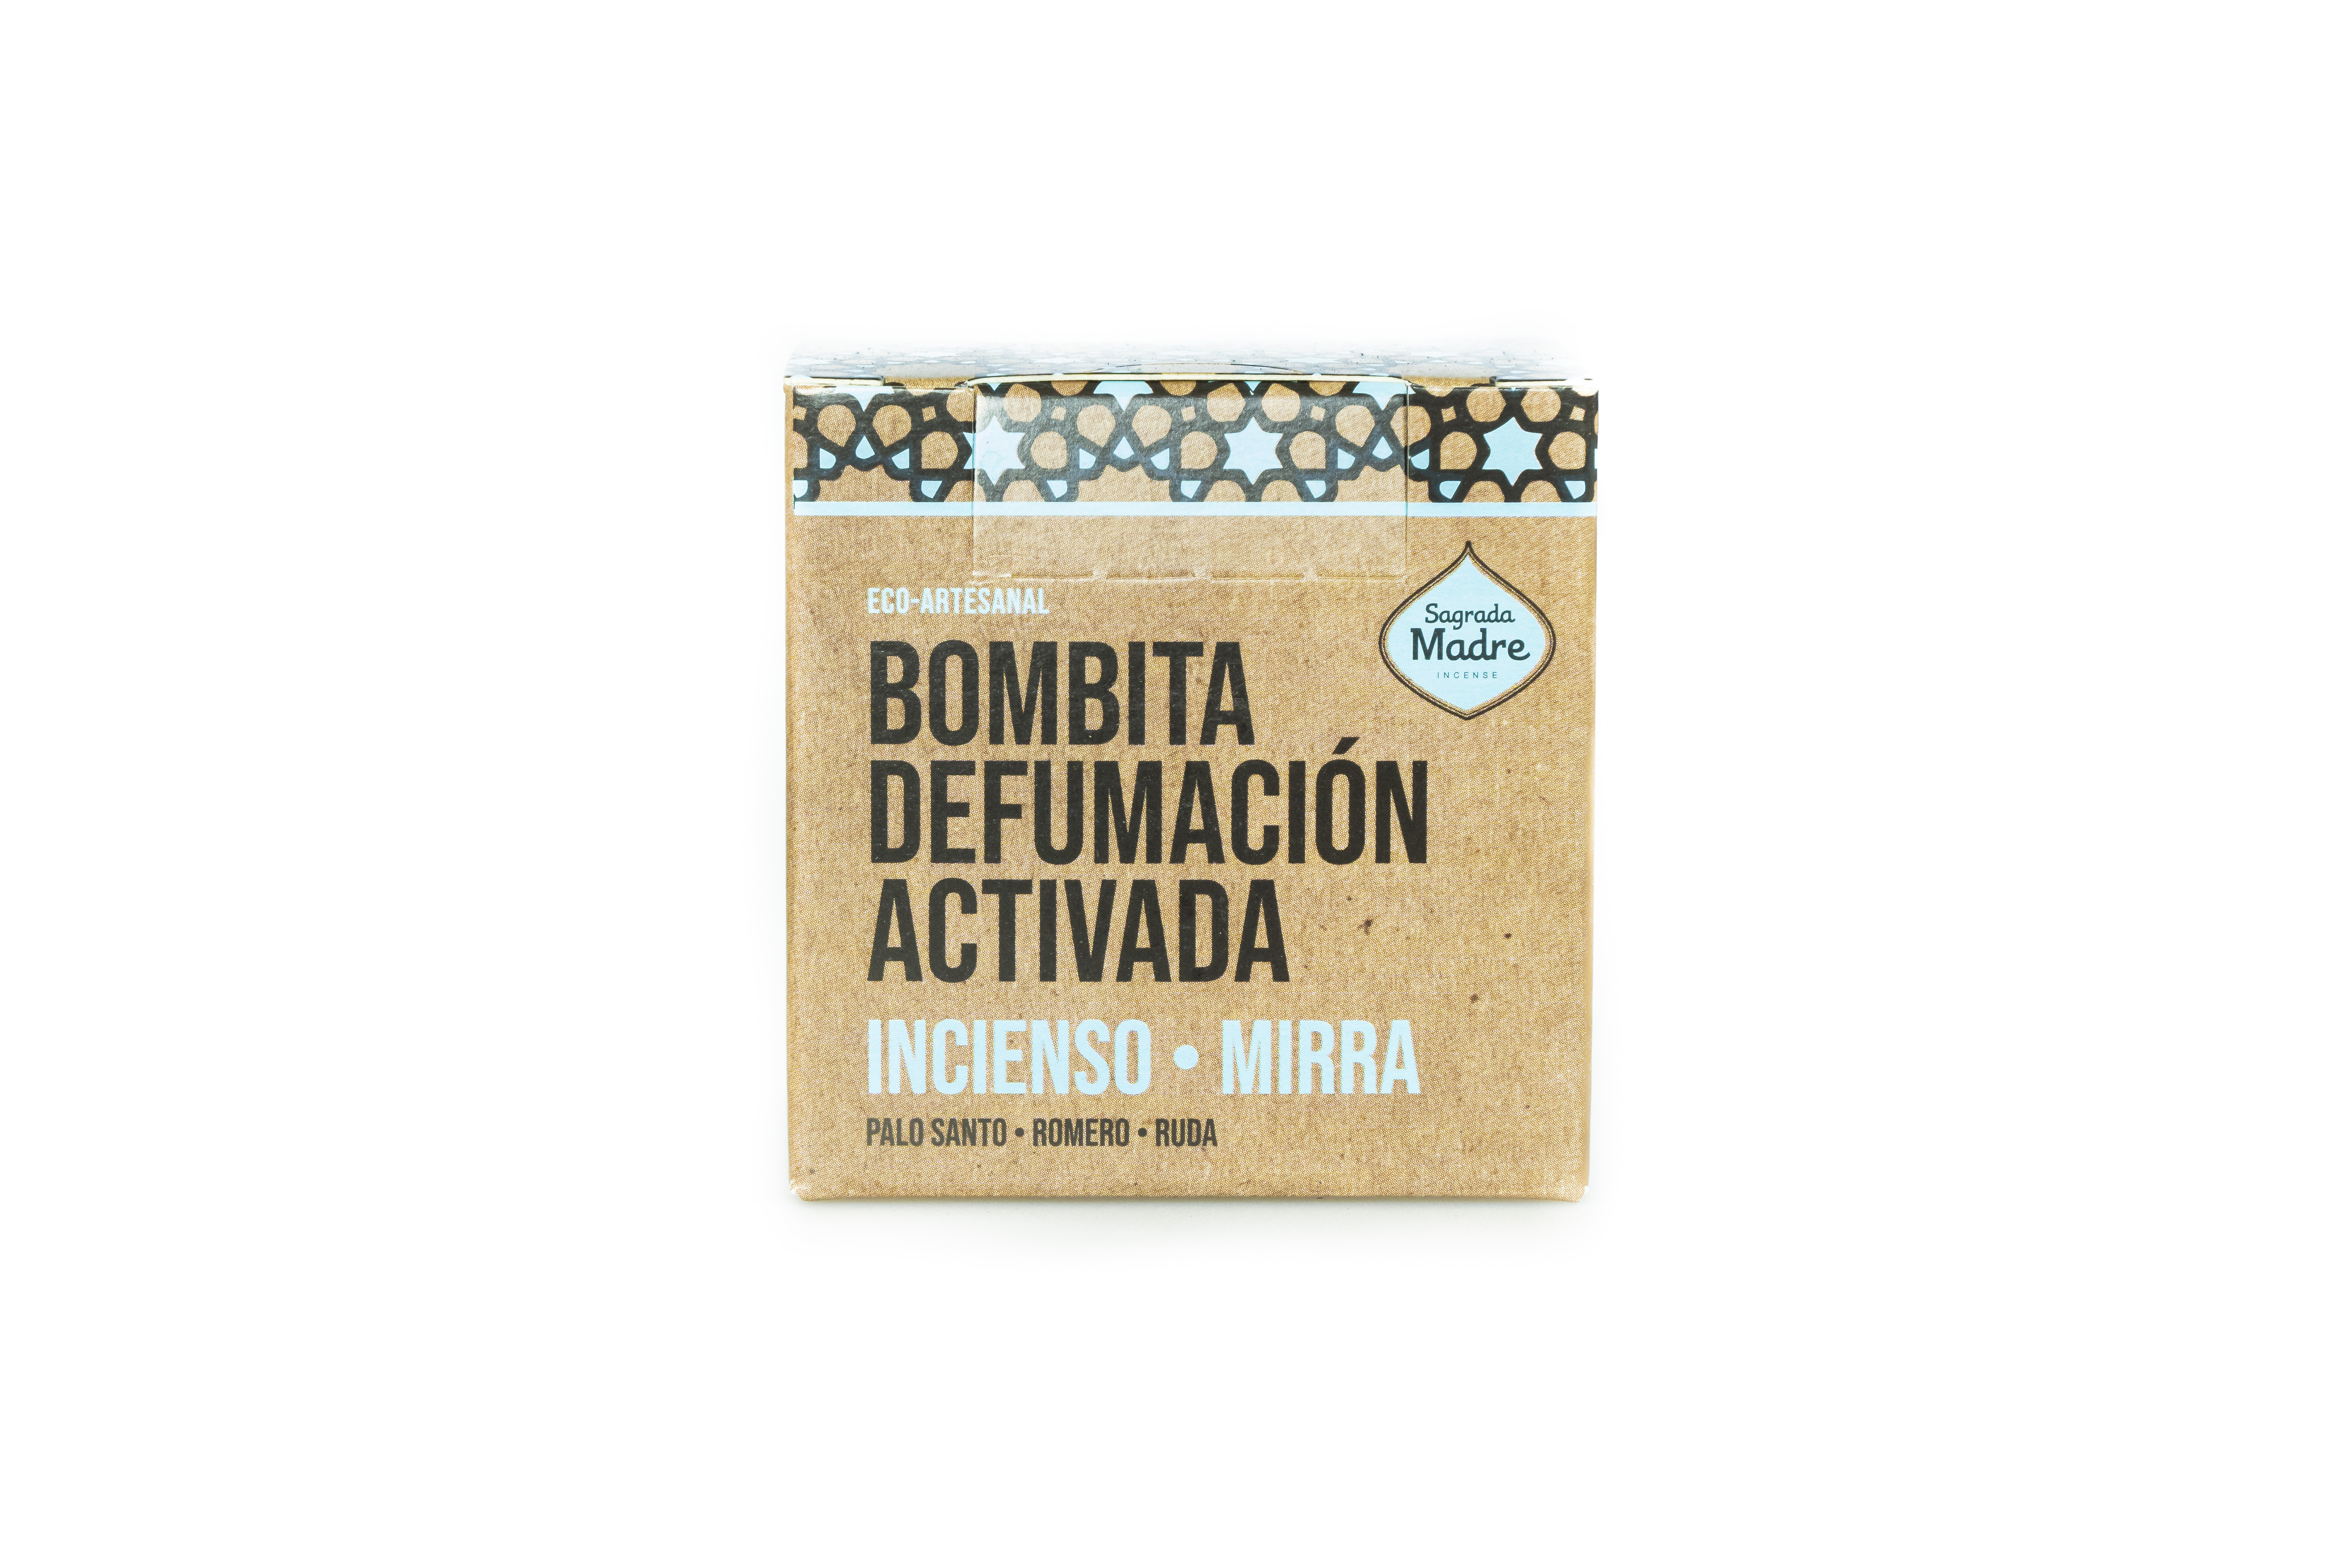 ECO-ARTESANAL
Sagrada
Madre
INCENSE
BOMBITA
DEFUMACIÓN
ACTIVADA
INCIENSO • MIRRA
PALO SANTO • ROMERO • RUDA